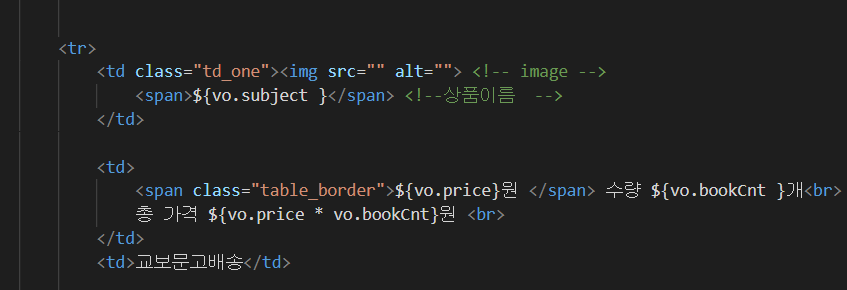 <tr>
<td class="td_one"><img src="" alt=""> <!-- image -->
<span>${vo.subject }</span> <!--상품이름  -->
</td>
<td>
<span class="table_border">${vo.price}원 </span> 수량 ${vo.bookCnt }개<br>
총 가격 ${vo.price * vo.bookCnt}원 <br>
</td>
<td>교보문고배송</td>